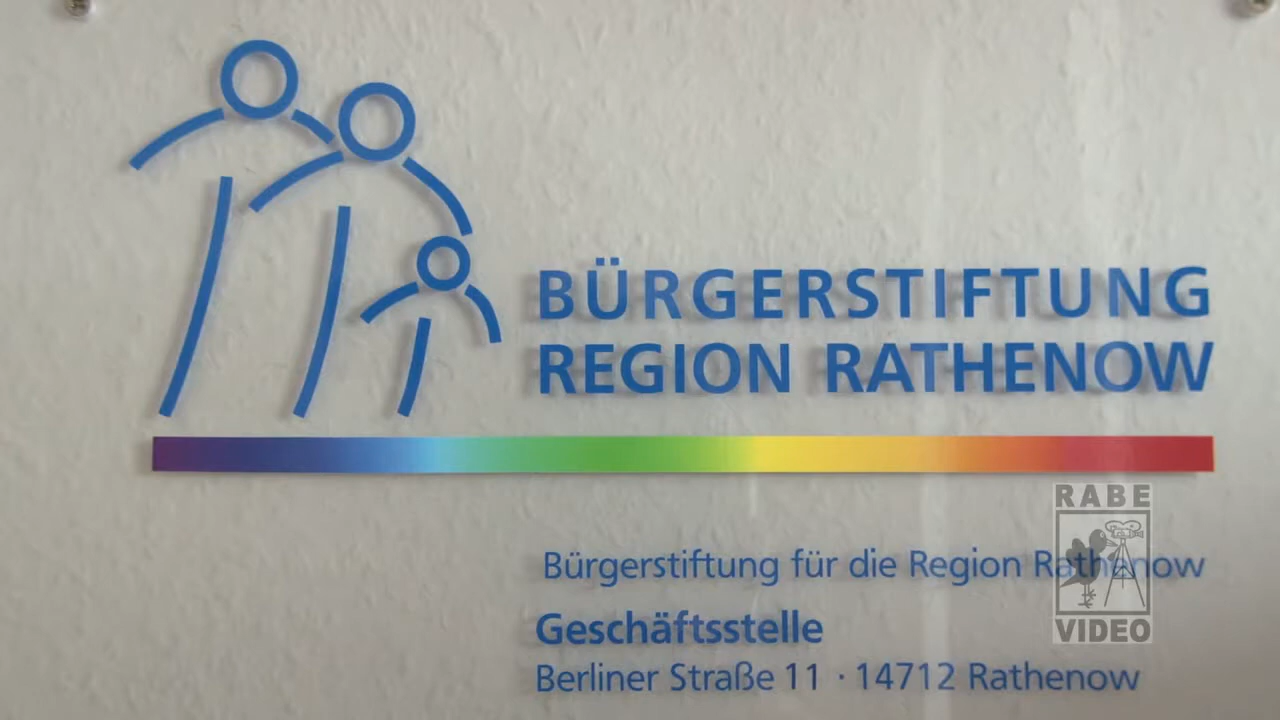 BÜRGERSTIFTUNG
REGION RATHENOW
Bürgerstiftung für die Region Rathenow
Geschäftsstelle
Berliner Straße 11 · 14712 Rathenow
RABE
VIDEO